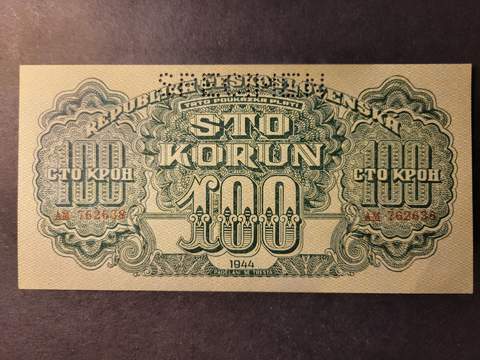 REPUBLIKA ČESKOSLOVENSKÁ
TATO POUKÁZKA PLATÍ
STO
KORUN
100
СТО КРОН
AM 762638
100
СТО КРОН
AM 762638
100
1944
PADĚLÁNÍ SE TRESTÁ